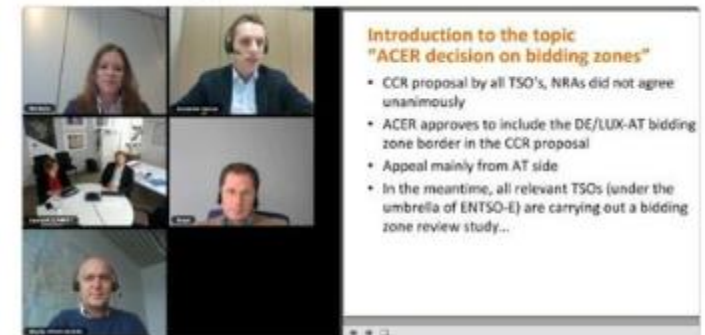 Introduction to the topic
"ACER decision on bidding zones"
• CCR proposal by all TSO's, NRAs did not agree
unanimously
• ACER approves to include the DE/LUX-AT bidding
zone border in the CCR proposal
• Appeal mainly from AT side
• In the meantime, all relevant TSOs (under the
umbrella of ENTSO-E) are carrying out a bidding
zone review study...